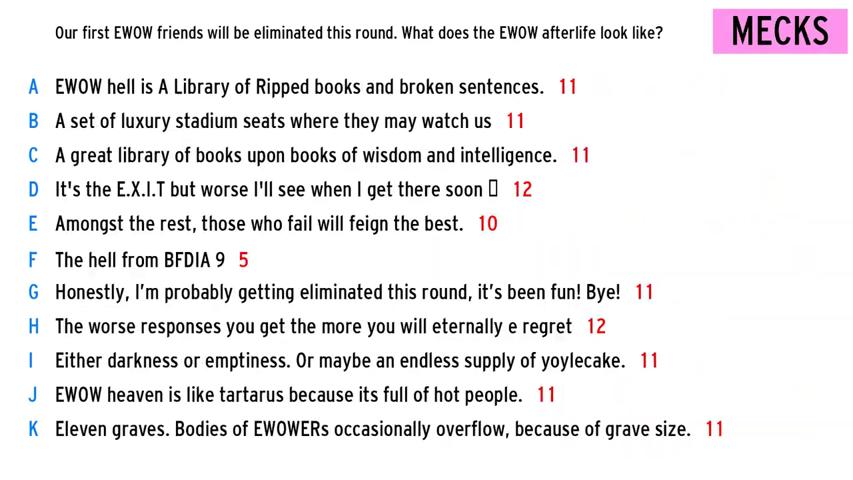 Our first EWOW friends will be eliminated this round. What does the EWOW afterlife look like?
MECKS
A EWOW hell is A Library of Ripped books and broken sentences. 11
B A set of luxury stadium seats where they may watch us 11
C A great library of books upon books of wisdom and intelligence. 11
D It's the E.X.I.T but worse I'll see when I get there soon ▯ 12
E Amongst the rest, those who fail will feign the best. 10
F The hell from BFDIA 9 5
G Honestly, I’m probably getting eliminated this round, it’s been fun! Bye! 11
H The worse responses you get the more you will eternally e regret 12
I Either darkness or emptiness. Or maybe an endless supply of yoylecake. 11
J EWOW heaven is like tartarus because its full of hot people. 11
K Eleven graves. Bodies of EWOWERs occasionally overflow, because of grave size. 11